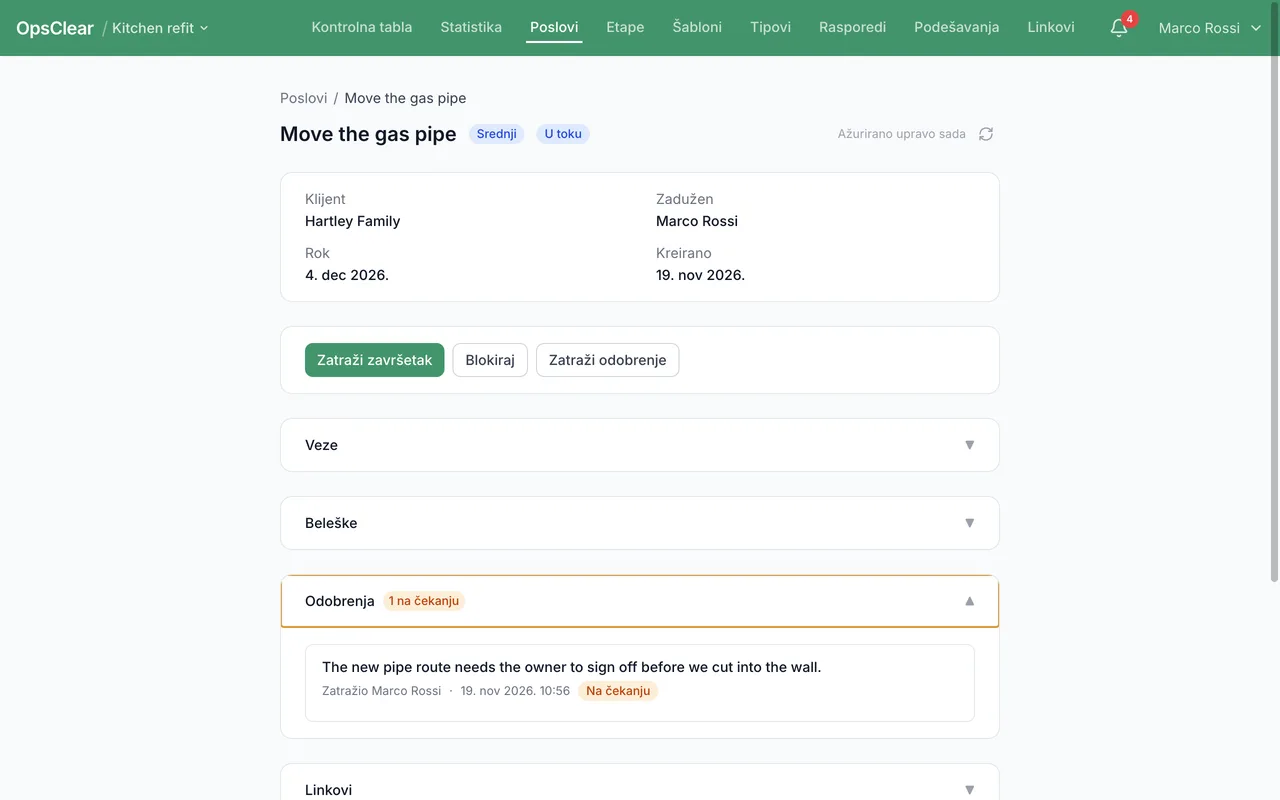 OpsClear / Kitchen refit Kontrolna tabla Statistika Poslovi Etape Šabloni Tipovi Rasporedi Podešavanja Linkovi 4 Marco Rossi
Poslovi / Move the gas pipe
Move the gas pipe Srednji U toku Ažurirano upravo sada
Klijent Zadužen
Hartley Family Marco Rossi
Rok Kreirano
4. dec 2026. 19. nov 2026.
Zatraži završetak Blokiraj Zatraži odobrenje
Veze
Beleške
Odobrenja 1 na čekanju
The new pipe route needs the owner to sign off before we cut into the wall.
Zatražio Marco Rossi · 19. nov 2026. 10:56 Na čekanju
Linkovi